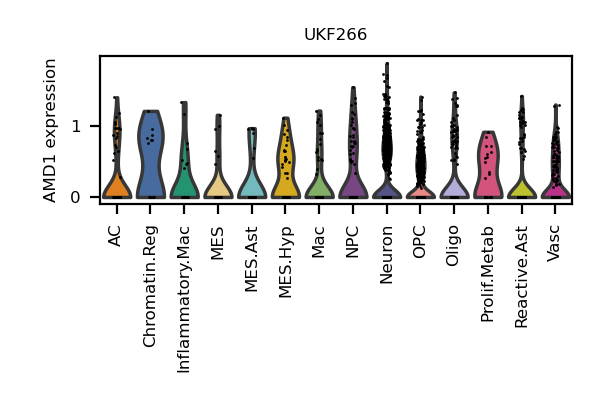 UKF266
AMD1 expression
1
0
AC
Chromatin.Reg
Inflammatory.Mac
MES
MES.Ast
MES.Hyp
Mac
NPC
Neuron
OPC
Oligo
Prolif.Metab
Reactive.Ast
Vasc